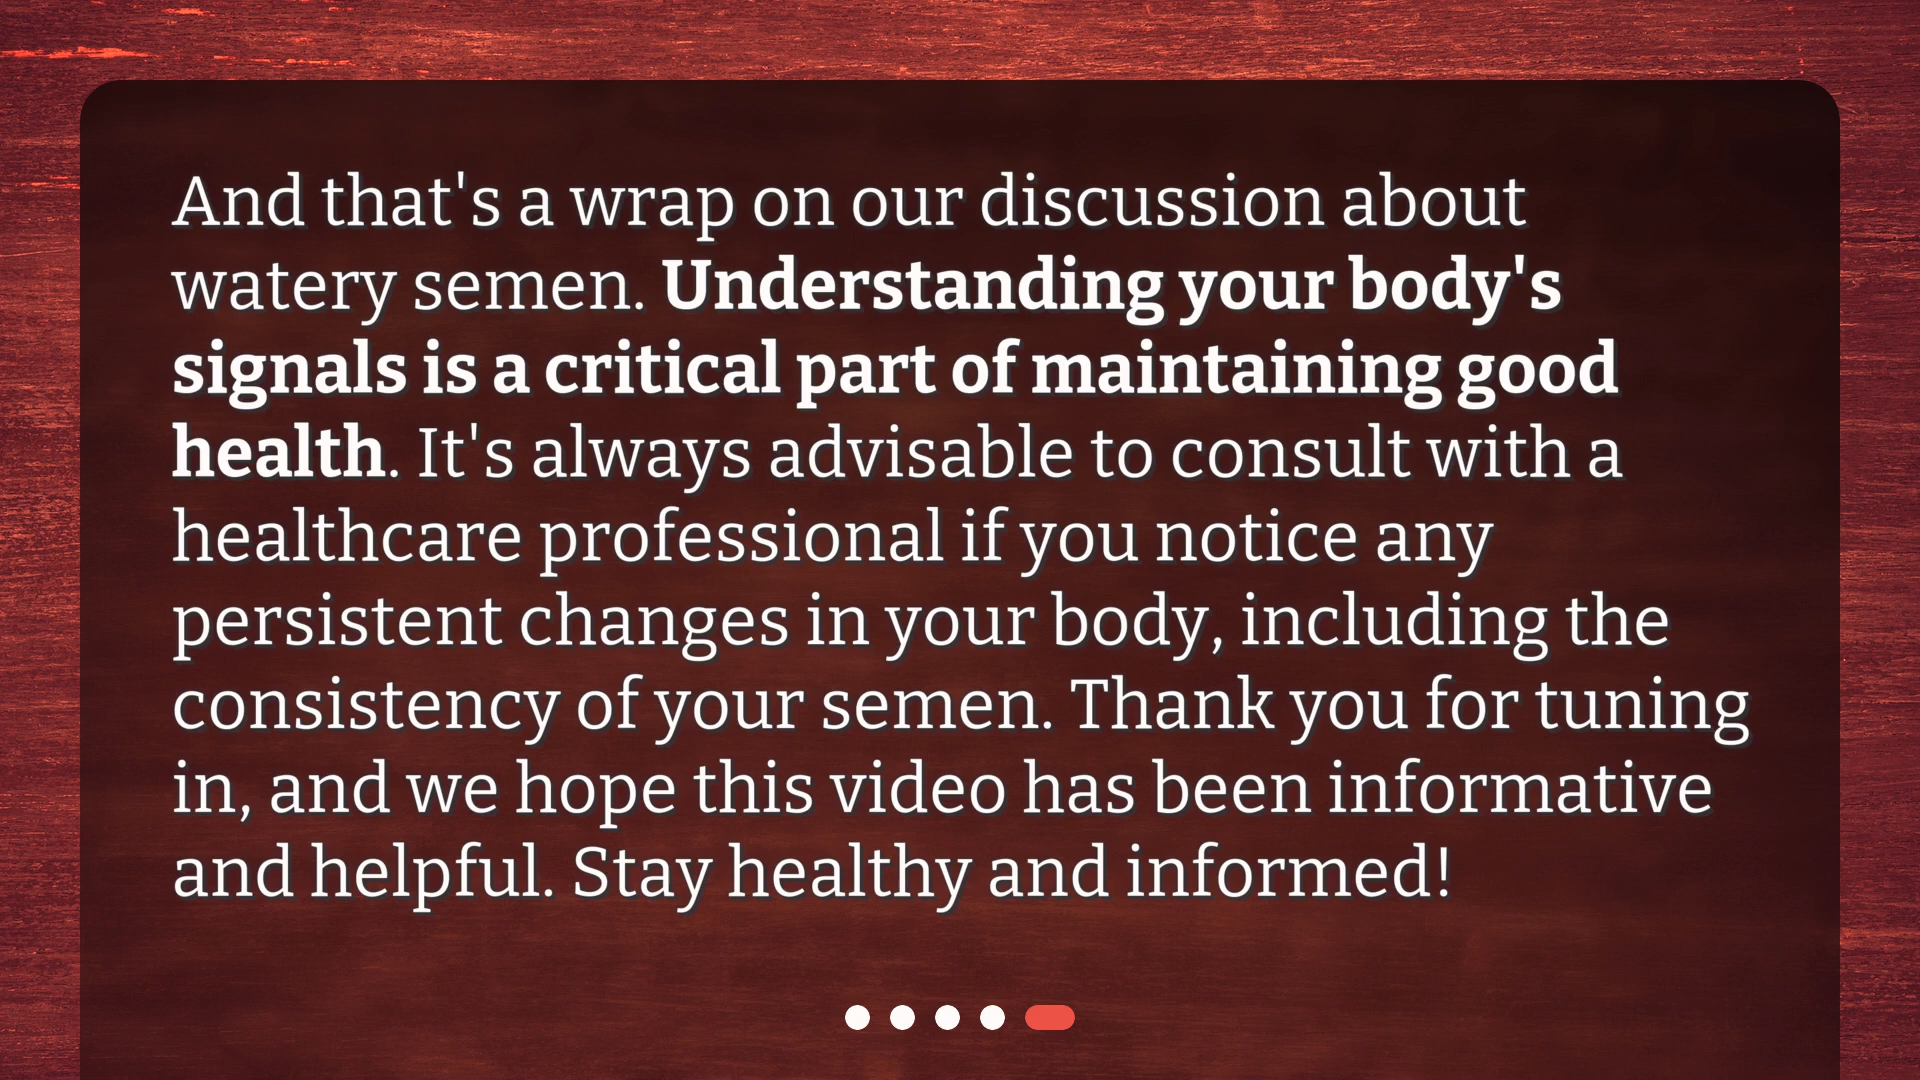 And that's a wrap on our discussion about
watery semen. Understanding your body's
signals is a critical part of maintaining good
health. It's always advisable to consult with a
healthcare professional if you notice any
persistent changes in your body, including the
consistency of your semen. Thank you for tuning
in, and we hope this video has been informative
and helpful. Stay healthy and informed!